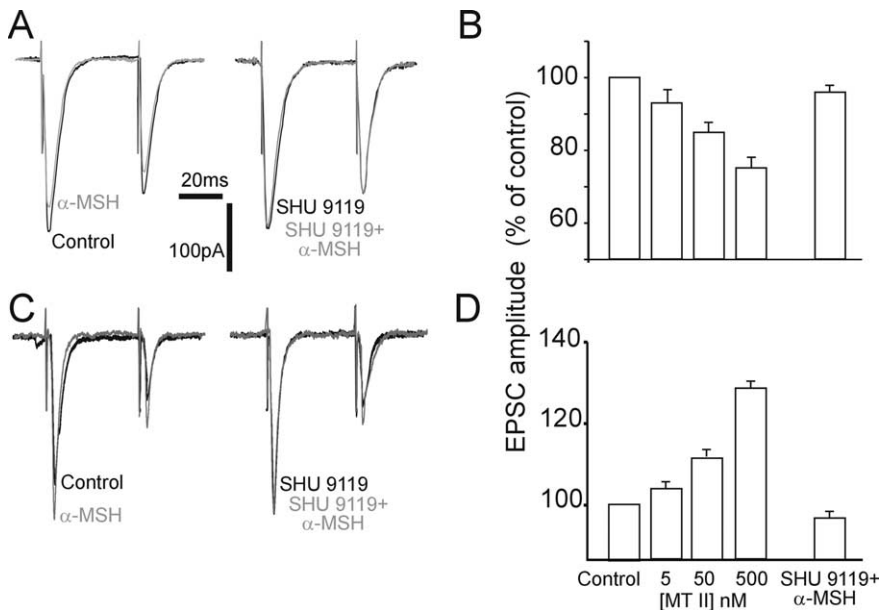 A
α-MSH
Control
20ms
100pA
SHU 9119
SHU 9119+
α-MSH
B
100
80
60
EPSC amplitude (% of control)
C
Control
α-MSH
SHU 9119
SHU 9119+
α-MSH
D
140
120
100
Control
5
50
500
SHU 9119+
[MT II] nM
α-MSH